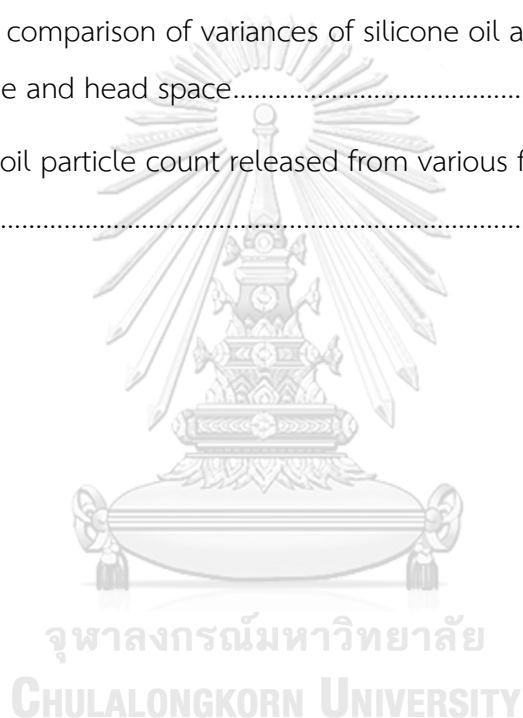 comparison of variances of silicone oil a
e and head space.......................................
oil particle count released from various f
.......................................................................
จุฬาลงกรณ์มหาวิทยาลัย
CHULALONGKORN UNIVERSITY